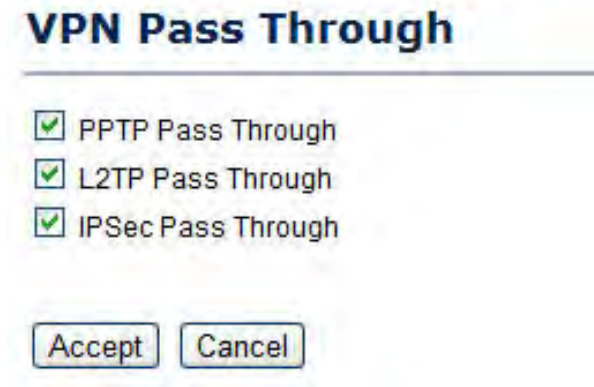 VPN Pass Through
PPTP Pass Through
L2TP Pass Through
IPSec Pass Through
Accept Cancel